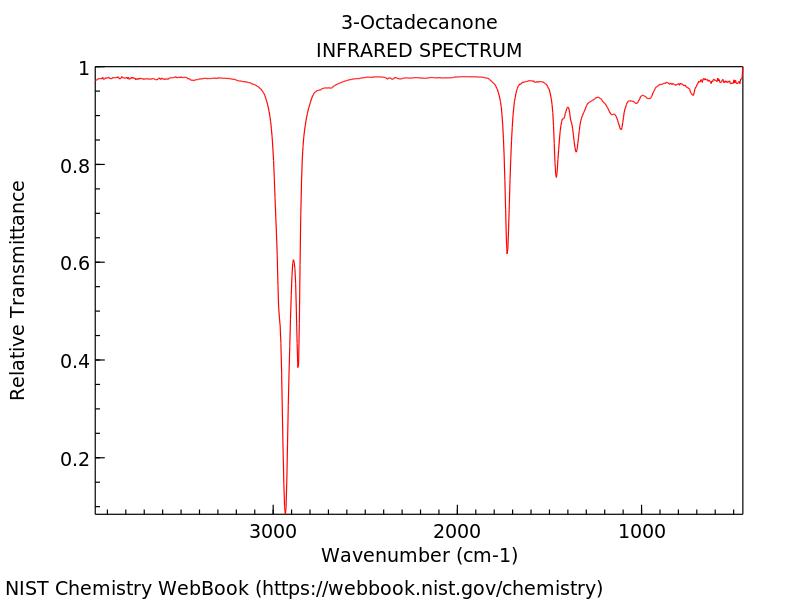 3-Octadecanone
INFRARED SPECTRUM
1
0.8
0.6
0.4
0.2
Relative Transmittance
3000 2000 1000
Wavenumber (cm-1)
NIST Chemistry WebBook (https://webbook.nist.gov/chemistry)